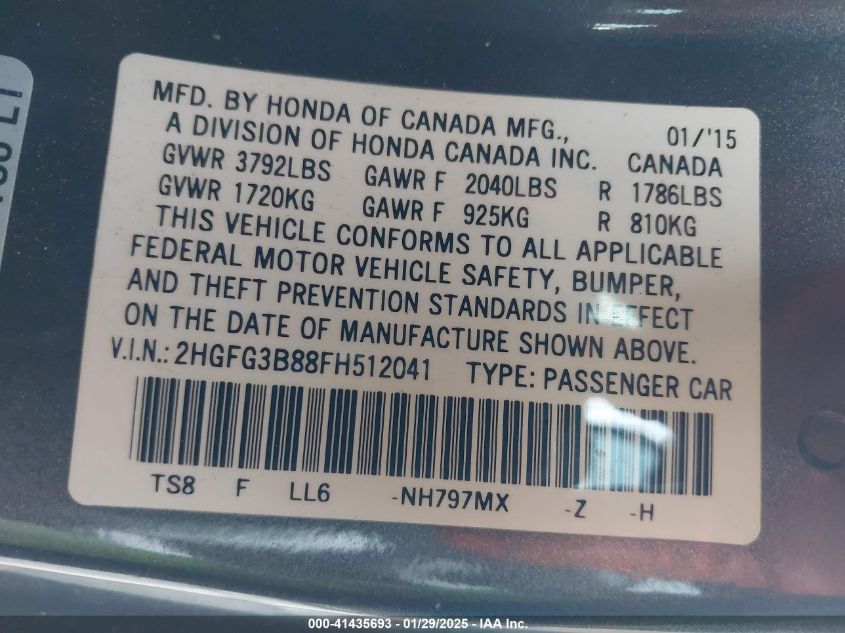 MFD. BY HONDA OF CANADA MFG., 01/'15
A DIVISION OF HONDA CANADA INC. CANADA
GVWR 3792LBS GAWR F 2040LBS R 1786LBS
GVWR 1720KG GAWR F 925KG R 810KG
THIS VEHICLE CONFORMS TO ALL APPLICABLE
FEDERAL MOTOR VEHICLE SAFETY, BUMPER,
AND THEFT PREVENTION STANDARDS IN EFFECT
ON THE DATE OF MANUFACTURE SHOWN ABOVE.
V.I.N.: 2HGFG3B88FH512041 TYPE: PASSENGER CAR
TS8 F LL6 -NH797MX -Z -H
000-41435693 - 01/29/2025 - IAA Inc.